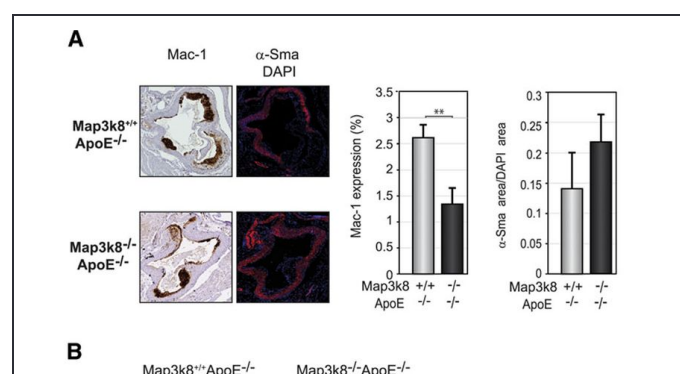 A
Mac-1
α-Sma
DAPI
Map3k8+/+
ApoE-/-
Map3k8-/-
ApoE-/-
Mac-1 expression (%)
3.5
3
2.5
2
1.5
1
0.5
0
**
Map3k8 +/+ -/-
ApoE -/- -/-
α-Sma area/DAPI area
0.3
0.25
0.2
0.15
0.1
0.05
0
Map3k8 +/+ -/-
ApoE -/- -/-
B
Map3k8+/+ApoE-/- Map3k8-/-ApoE-/-